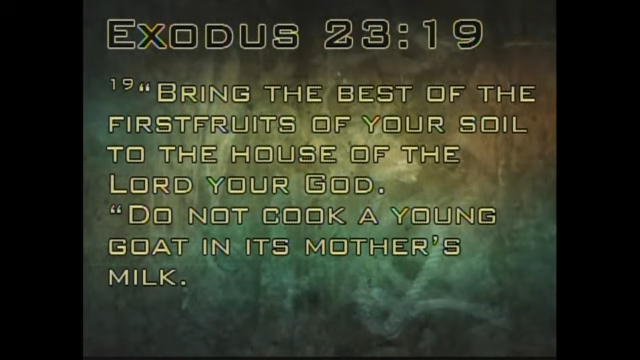 Exodus 23:19
19“Bring the best of the
firstfruits of your soil
to the house of the
Lord your God.
“Do not cook a young
goat in its mother’s
milk.